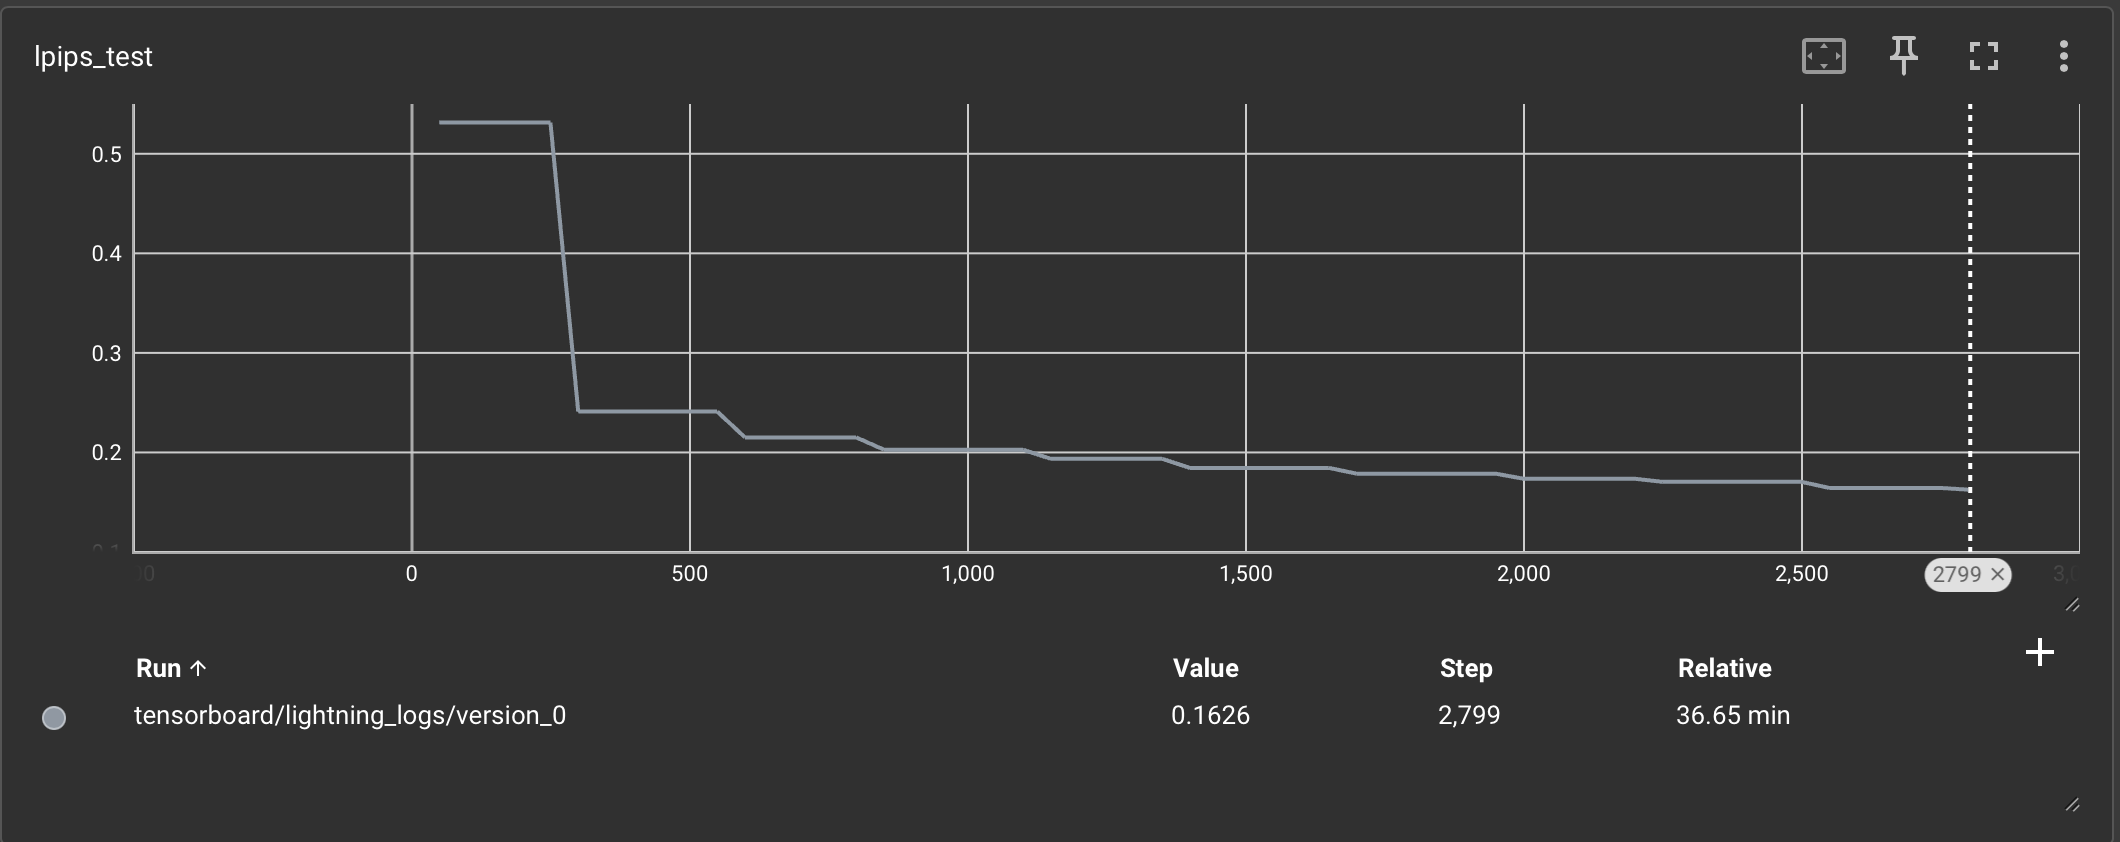 lpips_test
0.5
0.4
0.3
0.2
0 500 1,000 1,500 2,000 2,500 2799 ×
Run ↑ Value Step Relative
tensorboard/lightning_logs/version_0 0.1626 2,799 36.65 min